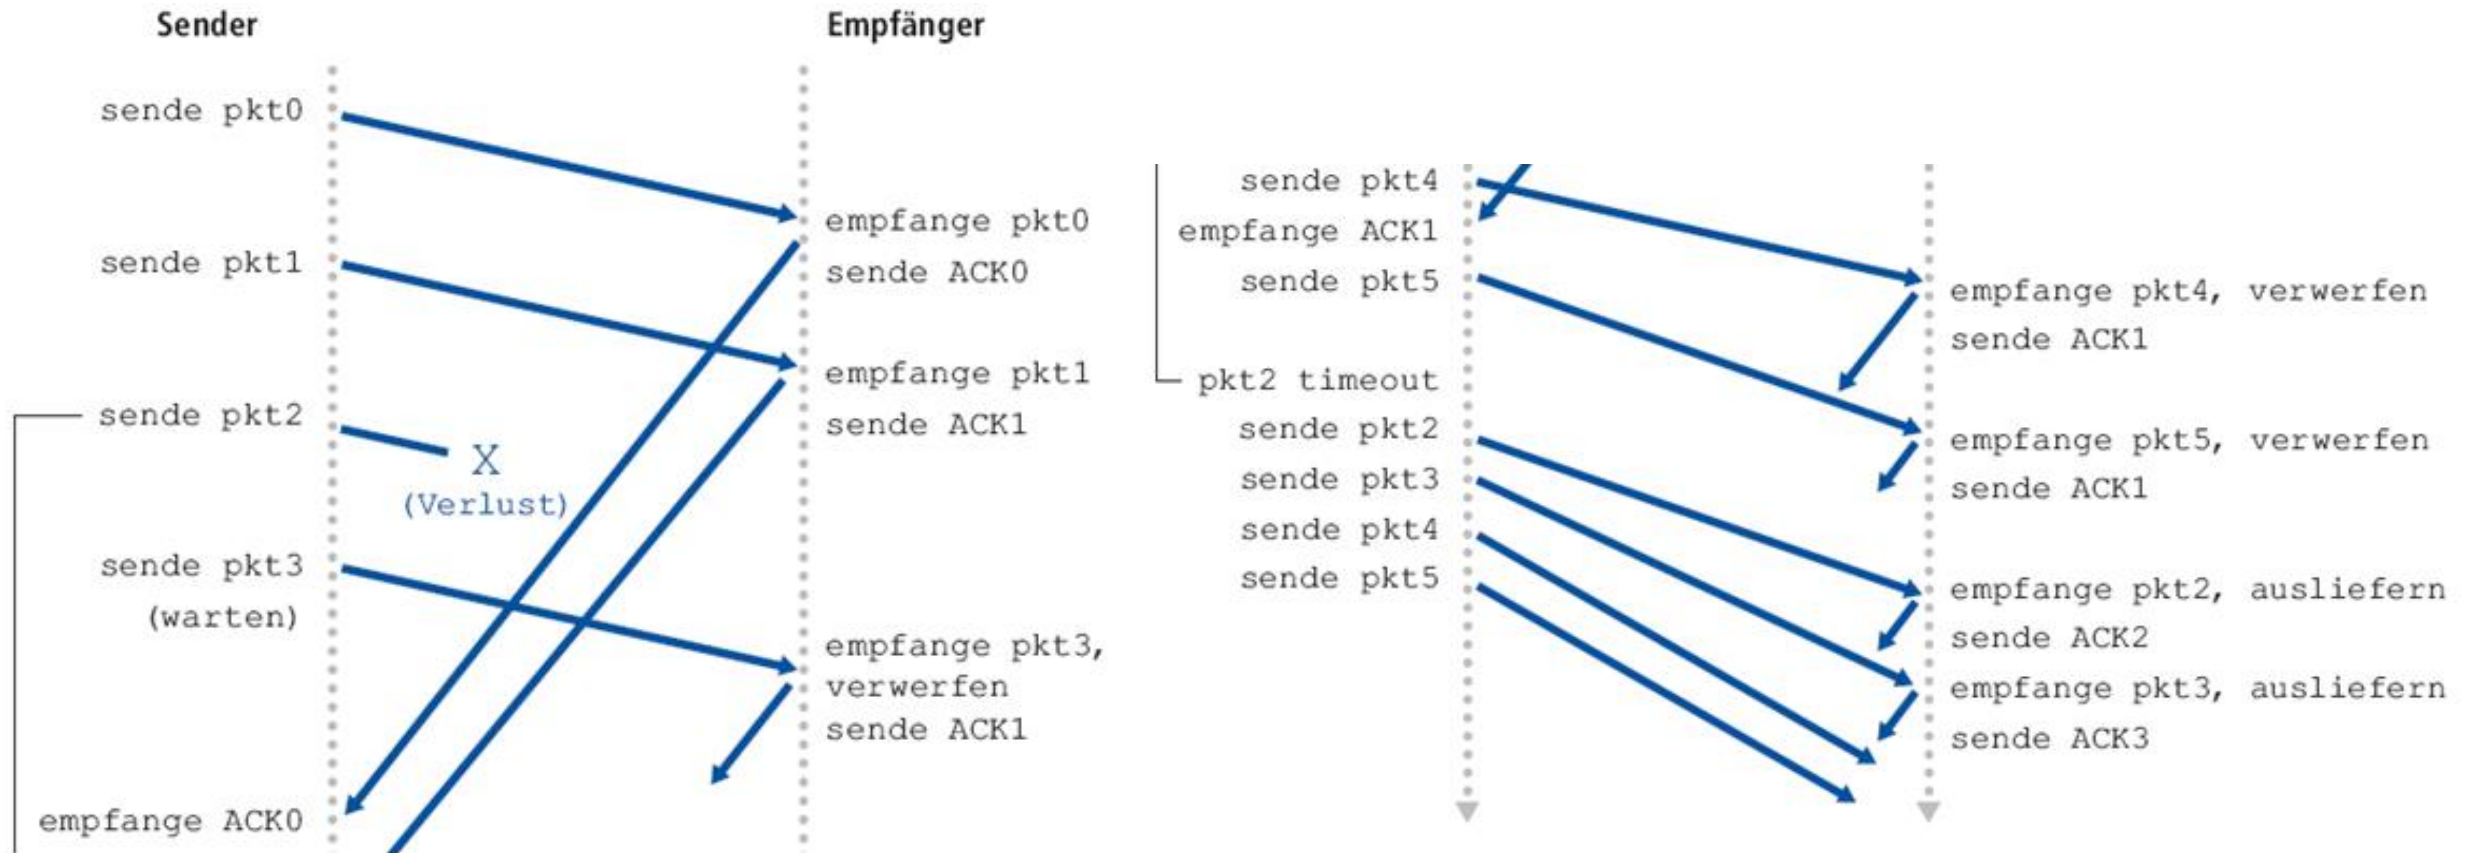 Sender
Empfänger
sende pkt0
empfange pkt0
sende ACK0
sende pkt1
empfange pkt1
sende ACK1
sende pkt2
X
(Verlust)
sende pkt3
(warten)
empfange pkt3,
verwerfen
sende ACK1
empfange ACK0
sende pkt4
empfange ACK1
sende pkt5
empfange pkt4, verwerfen
sende ACK1
pkt2 timeout
sende pkt2
empfange pkt5, verwerfen
sende ACK1
sende pkt3
sende pkt4
sende pkt5
empfange pkt2, ausliefern
sende ACK2
empfange pkt3, ausliefern
sende ACK3